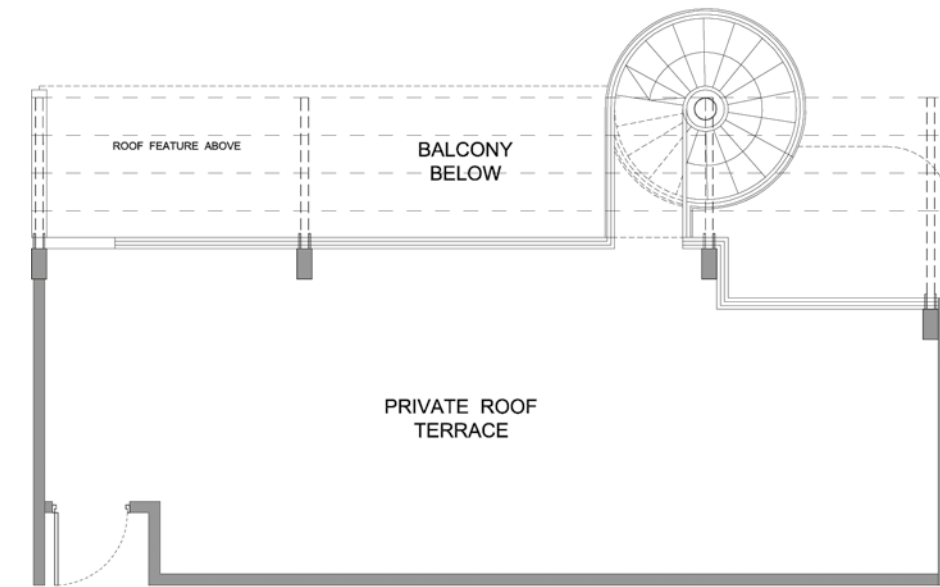 ROOF FEATURE ABOVE
BALCONY
BELOW
PRIVATE ROOF
TERRACE